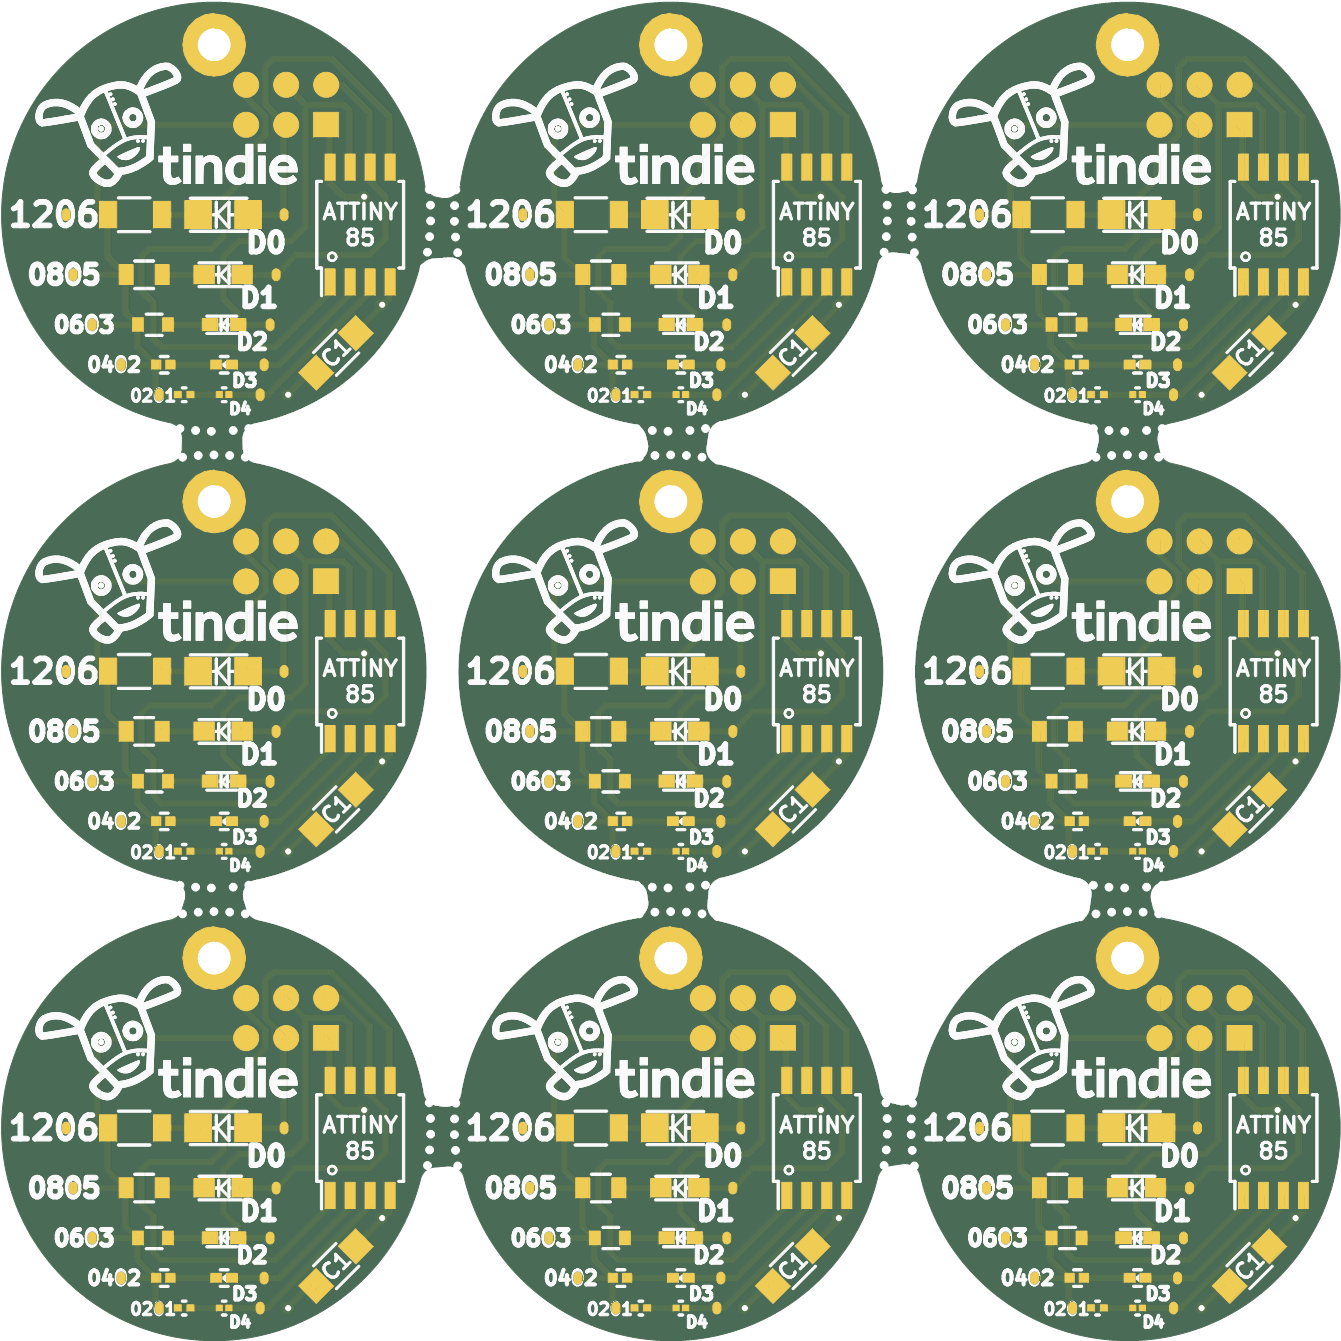 tindie tindie tindie
1206 ATTINY 1206 ATTINY 1206 ATTINY
D0 85 D0 85 D0 85
0805 0805 0805
D1 D1 D1
0603 0603 0603
D2 C1 D2 C1 D2 C1
0402 0402 0402
D3 D3 D3
0201 0201 0201
D4 D4 D4
tindie tindie tindie
1206 ATTINY 1206 ATTINY 1206 ATTINY
D0 85 D0 85 D0 85
0805 0805 0805
D1 D1 D1
0603 0603 0603
D2 C1 D2 C1 D2 C1
0402 0402 0402
D3 D3 D3
0201 0201 0201
D4 D4 D4
tindie tindie tindie
1206 ATTINY 1206 ATTINY 1206 ATTINY
D0 85 D0 85 D0 85
0805 0805 0805
D1 D1 D1
0603 0603 0603
D2 C1 D2 C1 D2 C1
0402 0402 0402
D3 D3 D3
0201 0201 0201
D4 D4 D4